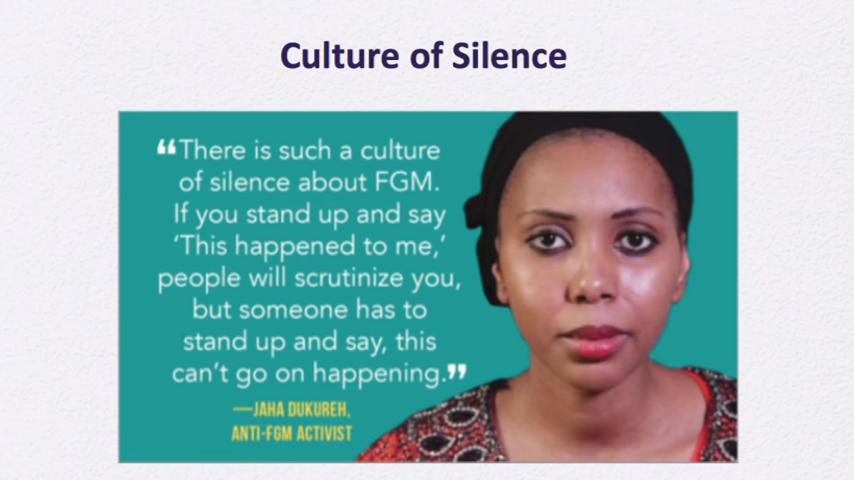 Culture of Silence
“There is such a culture
of silence about FGM.
If you stand up and say
‘This happened to me,’
people will scrutinize you,
but someone has to
stand up and say, this
can’t go on happening.”
—JAHA DUKUREH,
ANTI-FGM ACTIVIST